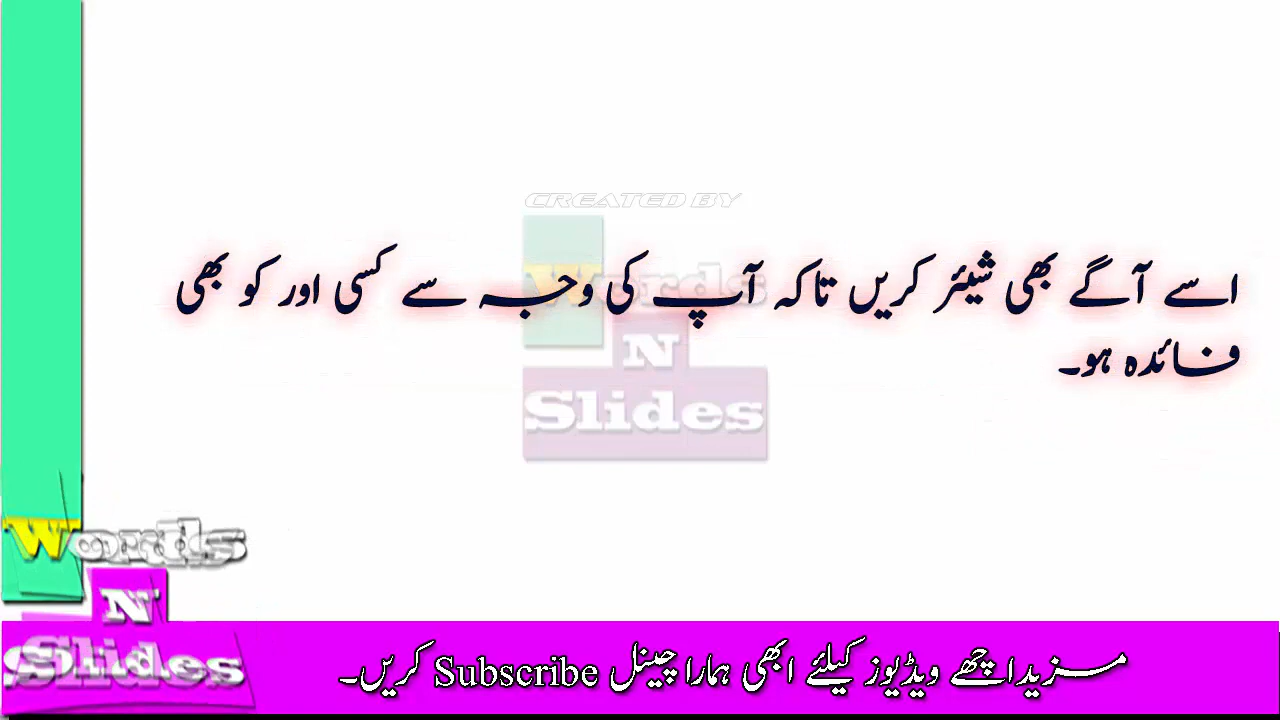 CREATED BY
اسے آگے بھی شیئر کریں تاکہ آپ کی وجہ سے کسی اور کو بھی
Words
فائدہ ہو۔
N
Slides
Words
N
Slides
مزید اچھے ویڈیوز کیلئے ابھی ہمارا چینل Subscribe کریں۔